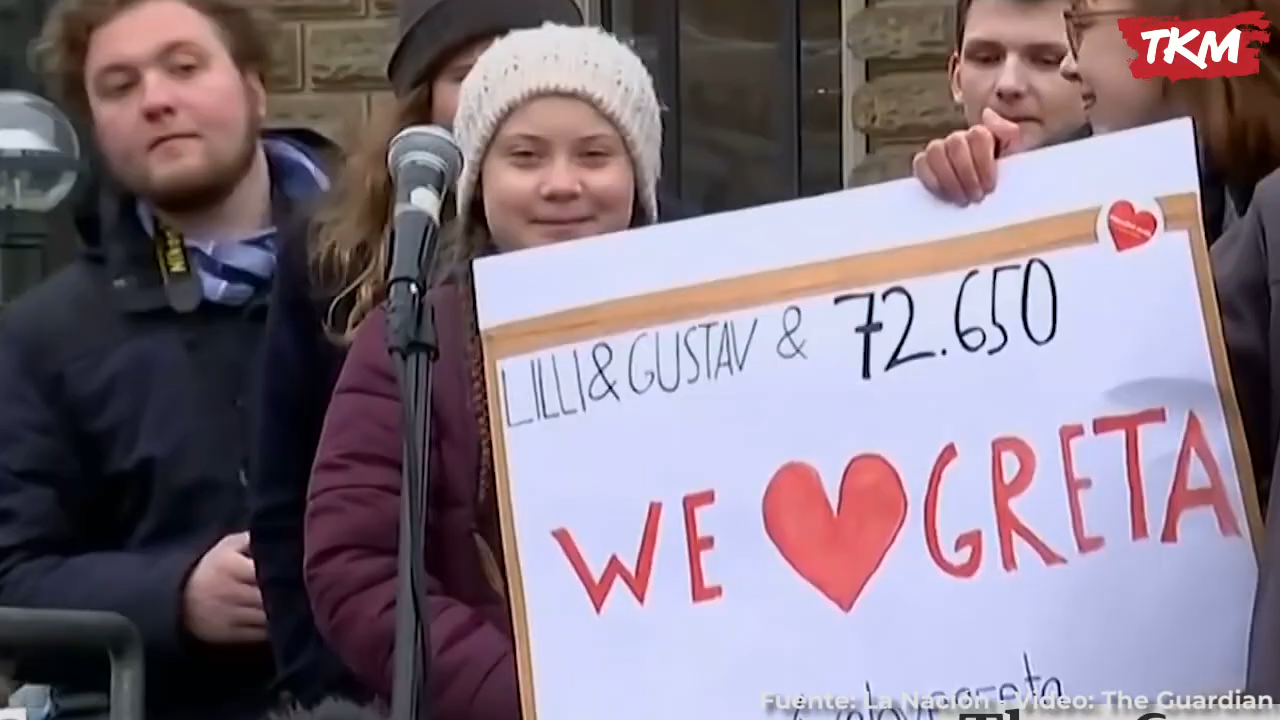 TKM
LILLI & GUSTAV & 72.650
WE GRETA
Fuente: La Nación - Video: The Guardian